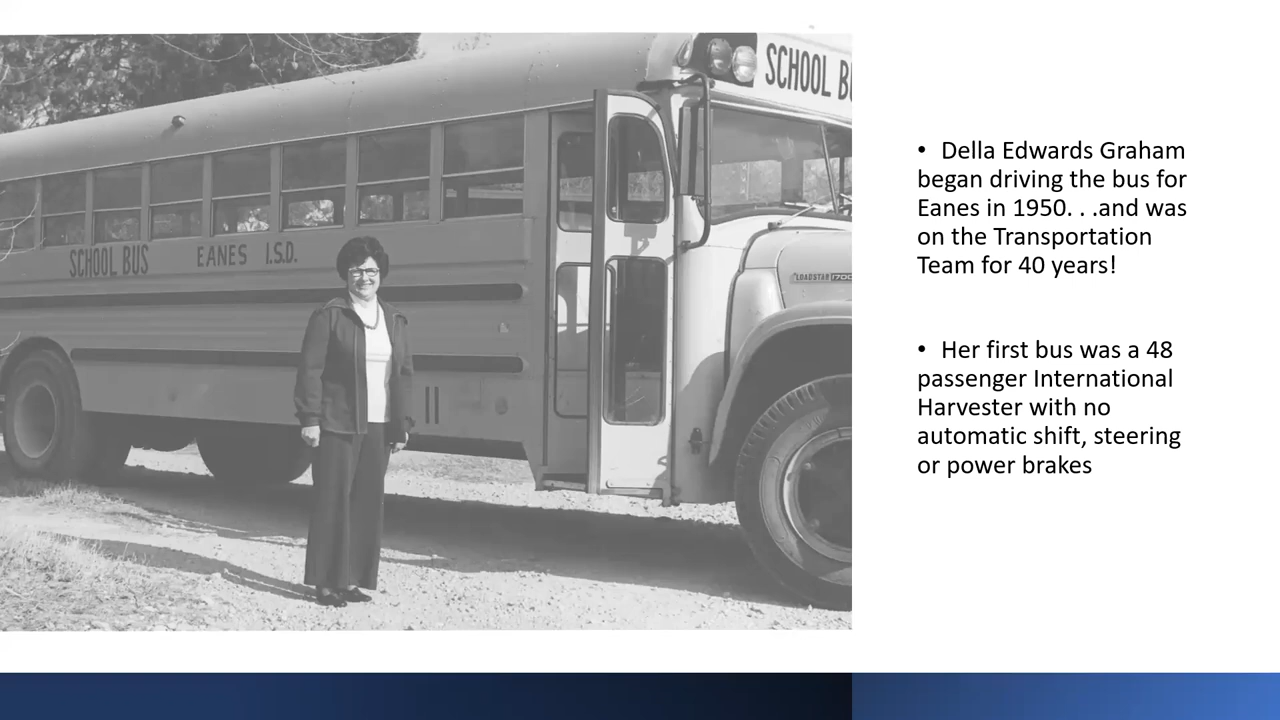 SCHOOL BU
SCHOOL BUS EANES I.S.D.
LOADSTAR 1700
11
• Della Edwards Graham
began driving the bus for
Eanes in 1950. . .and was
on the Transportation
Team for 40 years!
• Her first bus was a 48
passenger International
Harvester with no
automatic shift, steering
or power brakes